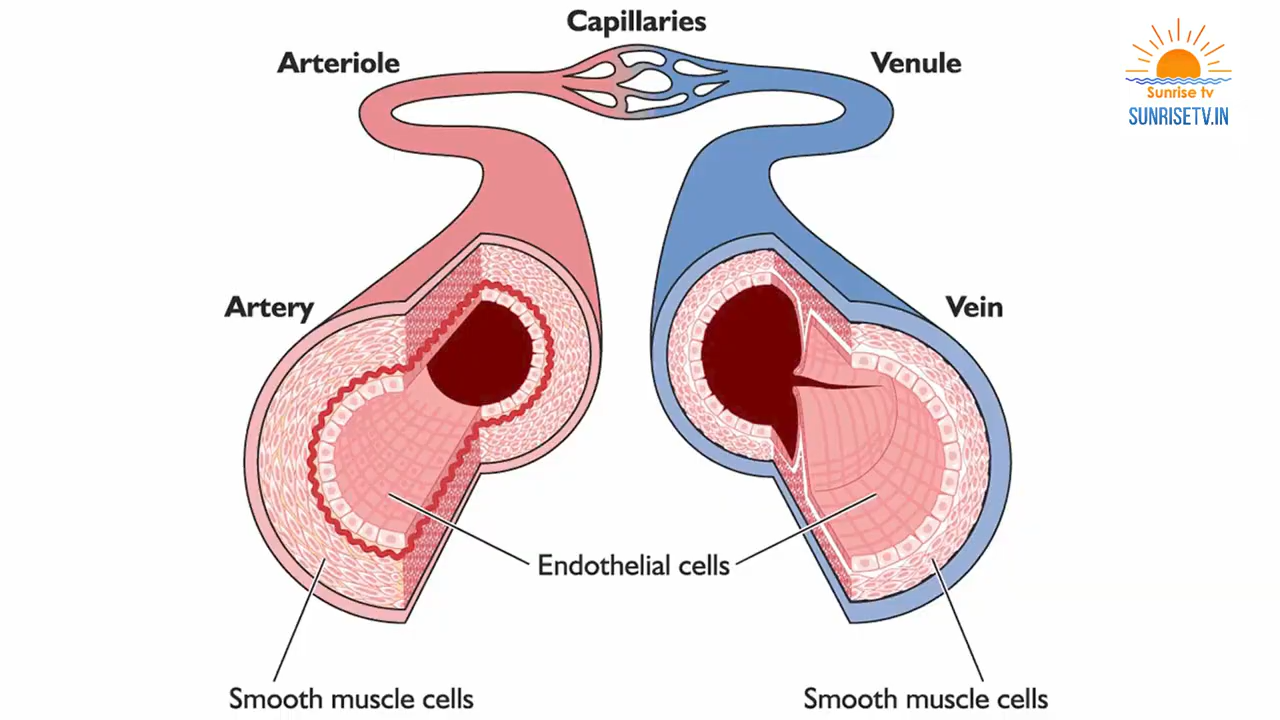 Capillaries
Arteriole
Venule
Sunrise tv
SUNRISETV.IN
Artery
Vein
Endothelial cells
Smooth muscle cells
Smooth muscle cells